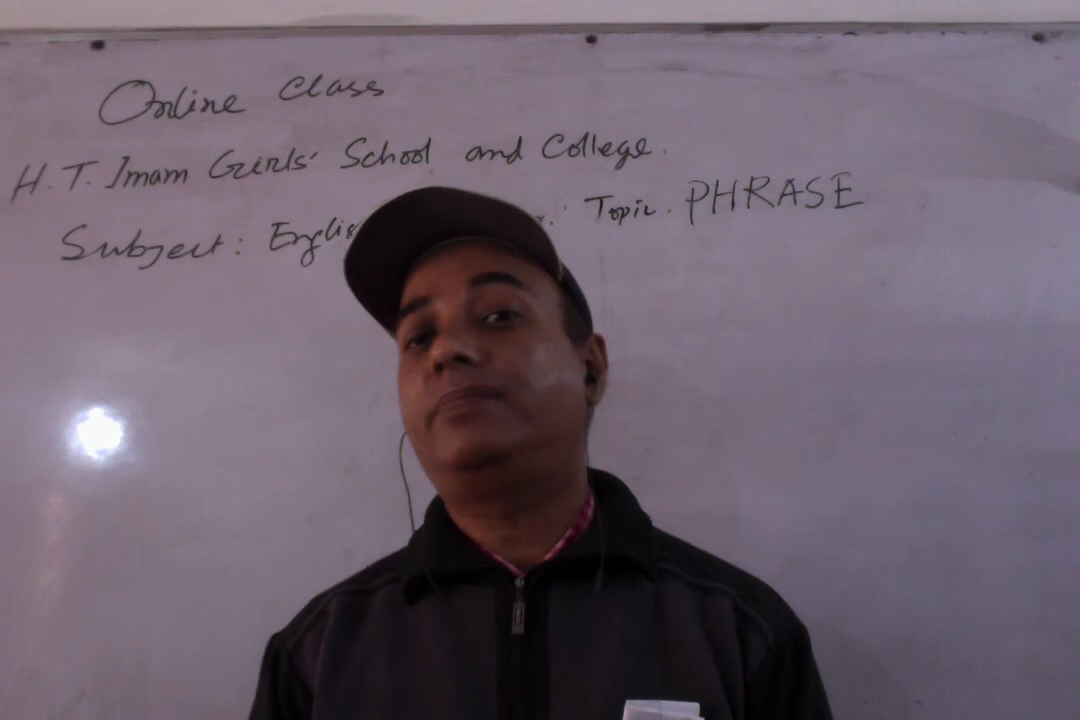 Online Class
H.T. Imam Girls' School and College.
Subject: English Topic: PHRASE